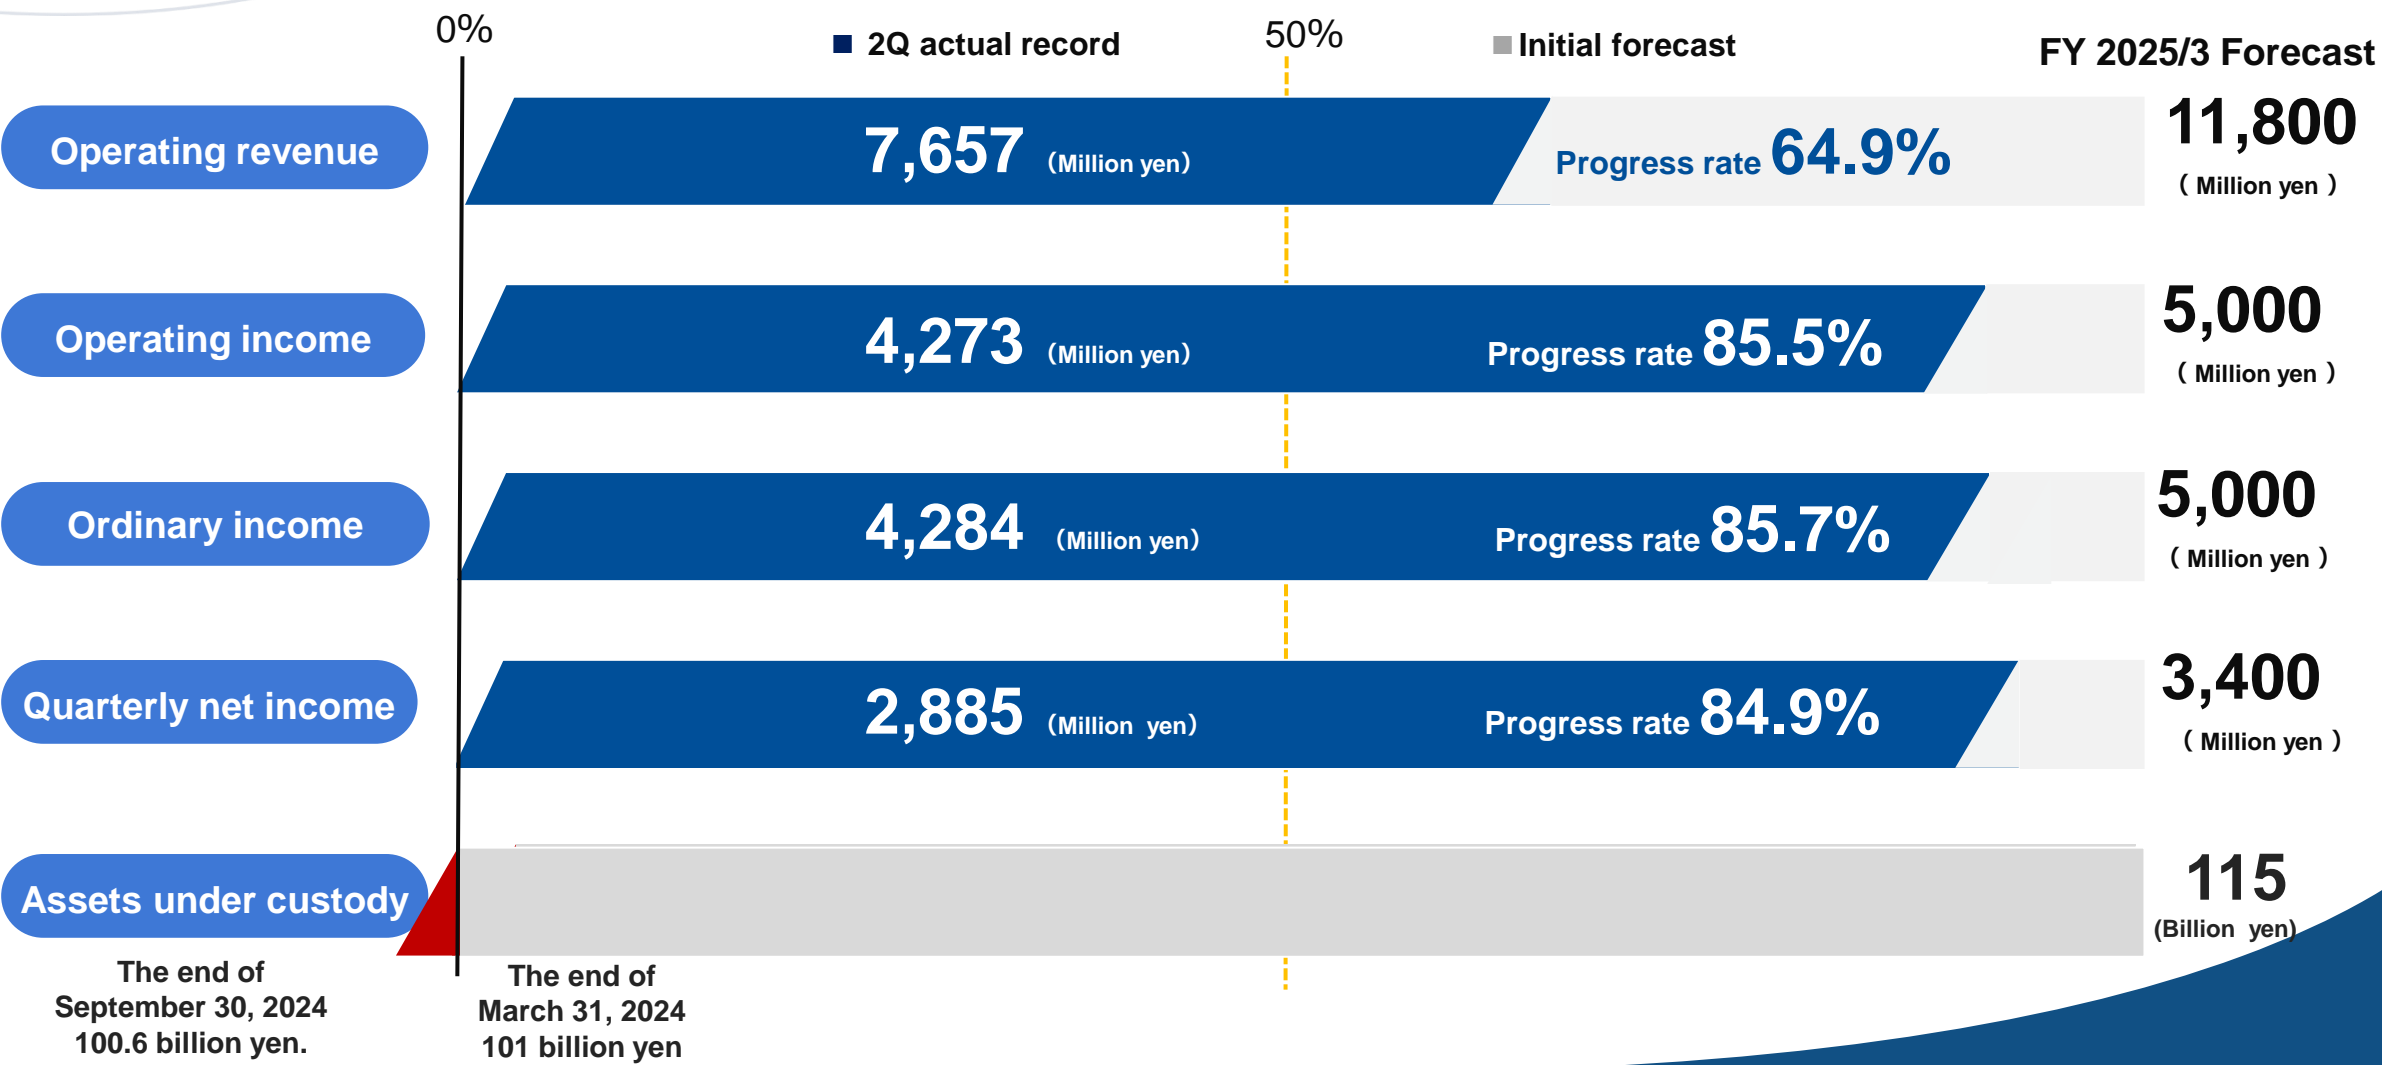 0%
2Q actual record
50%
Initial forecast
FY 2025/3 Forecast
Operating revenue
7,657 (Million yen)
Progress rate 64.9%
11,800
( Million yen )
Operating income
4,273 (Million yen)
Progress rate 85.5%
5,000
( Million yen )
Ordinary income
4,284 (Million yen)
Progress rate 85.7%
5,000
( Million yen )
Quarterly net income
2,885 (Million yen)
Progress rate 84.9%
3,400
( Million yen )
Assets under custody
115
(Billion yen)
The end of
September 30, 2024
100.6 billion yen.
The end of
March 31, 2024
101 billion yen